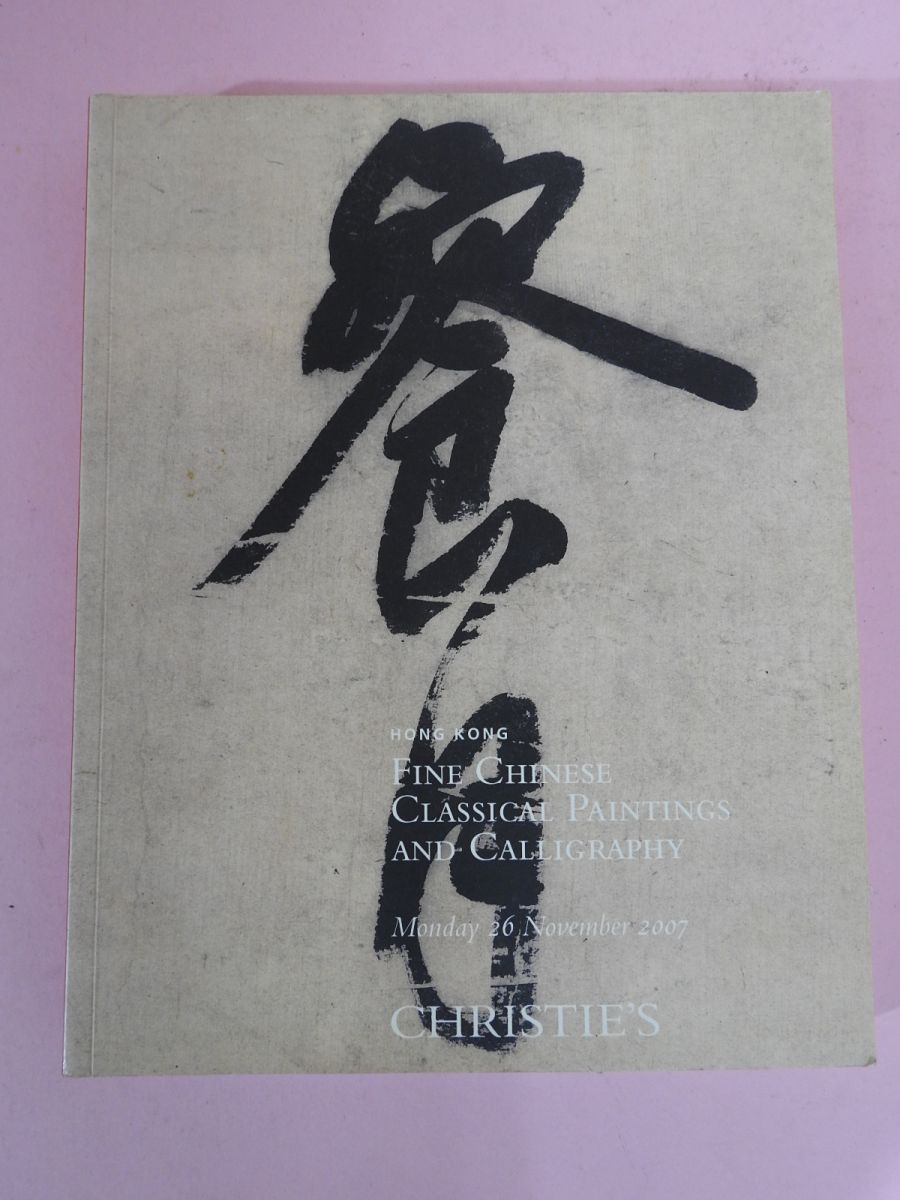 HONG KONG
FINE CHINESE
CLASSICAL PAINTINGS
AND CALLIGRAPHY
Monday 26 November 2007
CHRISTIE'S